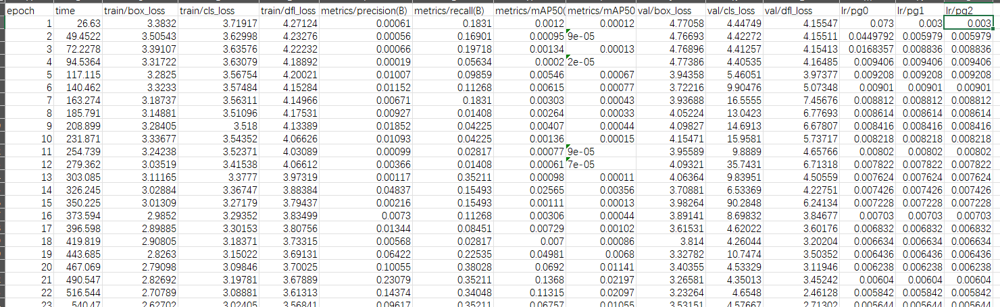 epoch time train/box_loss train/cls_loss train/dfl_loss metrics/precision(B) metrics/recall(B) metrics/mAP50( metrics/mAP50 val/box_loss val/cls_loss val/dfl_loss lr/pg0 lr/pg1 lr/pg2
1 26.63 3.3832 3.71917 4.27124 0.00061 0.1831 0.0012 0.00012 4.77058 4.44749 4.15547 0.073 0.003 0.003
2 49.4522 3.50543 3.62998 4.23276 0.00056 0.16901 0.00095 9e-05 4.76693 4.42272 4.15511 0.0449792 0.005979 0.005979
3 72.2278 3.39107 3.63576 4.22232 0.00066 0.19718 0.00134 0.00013 4.76896 4.41257 4.15413 0.0168357 0.008836 0.008836
4 94.5364 3.31722 3.63079 4.18892 0.00019 0.05634 0.0002 2e-05 4.77386 4.40535 4.16485 0.009406 0.009406 0.009406
5 117.115 3.2825 3.56754 4.20021 0.01007 0.09859 0.00546 0.00067 3.94358 5.46051 3.97377 0.009208 0.009208 0.009208
6 140.462 3.3233 3.57484 4.15284 0.01152 0.11268 0.00615 0.00077 3.72216 9.90476 5.07348 0.00901 0.00901 0.00901
7 163.274 3.18737 3.56311 4.14966 0.00671 0.1831 0.00303 0.00043 3.93688 16.5555 7.45676 0.008812 0.008812 0.008812
8 185.791 3.14881 3.51096 4.17531 0.00927 0.01408 0.00264 0.00033 4.05224 13.0423 6.77693 0.008614 0.008614 0.008614
9 208.899 3.28405 3.518 4.13389 0.01852 0.04225 0.00407 0.00044 4.09827 14.6913 6.67807 0.008416 0.008416 0.008416
10 231.871 3.33677 3.54352 4.06626 0.01093 0.04225 0.00136 0.00015 4.15471 15.9581 5.73717 0.008218 0.008218 0.008218
11 254.739 3.24238 3.52371 4.03089 0.00099 0.02817 0.00077 9e-05 3.95589 9.8889 4.65766 0.00802 0.00802 0.00802
12 279.362 3.03519 3.41538 4.06612 0.00366 0.01408 0.00061 7e-05 4.09321 35.7431 6.71318 0.007822 0.007822 0.007822
13 303.085 3.11165 3.3777 3.97319 0.00117 0.35211 0.00098 0.00011 4.06364 9.83951 4.50559 0.007624 0.007624 0.007624
14 326.245 3.02884 3.36747 3.88384 0.04837 0.15493 0.02565 0.00356 3.70881 6.53369 4.22751 0.007426 0.007426 0.007426
15 350.225 3.01309 3.27179 3.79437 0.00216 0.15493 0.00111 0.00013 3.98264 90.2848 6.24134 0.007228 0.007228 0.007228
16 373.594 2.9852 3.29352 3.83499 0.0073 0.11268 0.00306 0.00044 3.89141 8.69832 3.84677 0.00703 0.00703 0.00703
17 396.598 2.89885 3.30153 3.80756 0.01344 0.08451 0.00729 0.00102 3.61531 4.62022 3.60176 0.006832 0.006832 0.006832
18 419.819 2.90805 3.18371 3.73315 0.00568 0.02817 0.007 0.00086 3.814 4.26044 3.20204 0.006634 0.006634 0.006634
19 443.685 2.8263 3.15022 3.69131 0.06422 0.22535 0.04981 0.0068 3.32782 10.7474 3.50352 0.006436 0.006436 0.006436
20 467.069 2.79098 3.09846 3.70025 0.10055 0.38028 0.0692 0.01141 3.40355 4.53329 3.11946 0.006238 0.006238 0.006238
21 490.547 2.82692 3.19781 3.67889 0.23079 0.35211 0.1368 0.02197 3.26581 4.35013 3.45242 0.00604 0.00604 0.00604
22 516.544 2.70789 3.08881 3.61313 0.14374 0.34048 0.11315 0.02097 3.23264 4.6548 2.46128 0.005842 0.005842 0.005842
23 540.47 2.62702 3.02405 3.56841 0.09617 0.35211 0.06757 0.01055 3.53151 4.57667 2.71302 0.005644 0.005644 0.005644